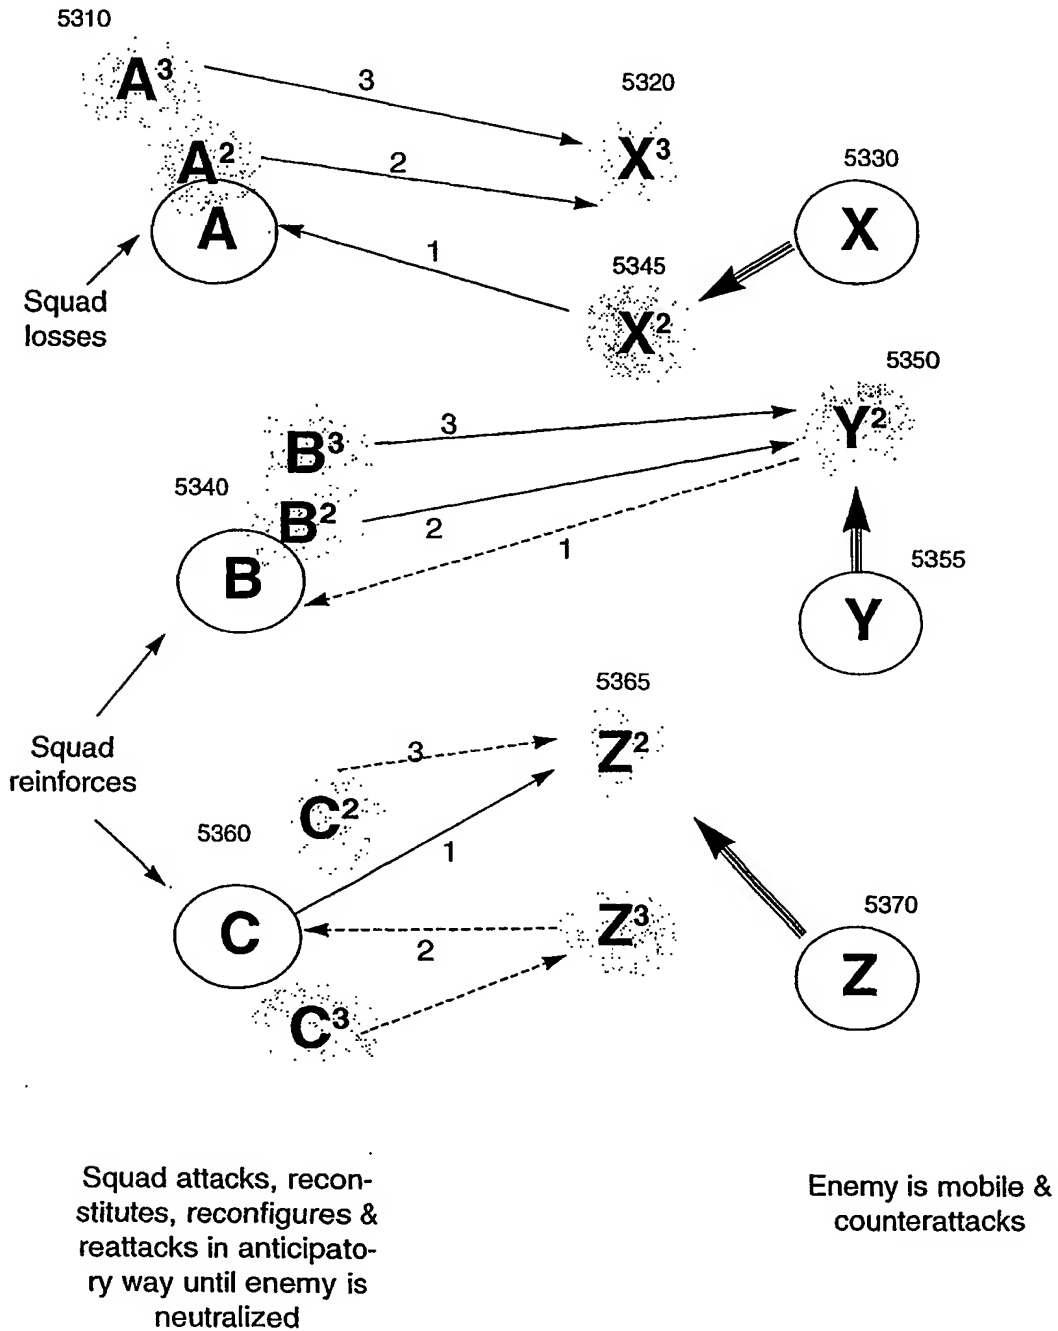 5310
A3
3
5320
X3
A2
2
5330
X
A
1
5345
X2
Squad
losses
5350
Y2
B3
3
5340
B2
2
1
B
5355
Y
5365
Z2
Squad
reinforces
3
C2
5360
1
5370
C
Z3
2
Z
C3
Squad attacks, recon-
stitutes, reconfigures &
reattacks in anticipato-
ry way until enemy is
neutralized
Enemy is mobile &
counterattacks